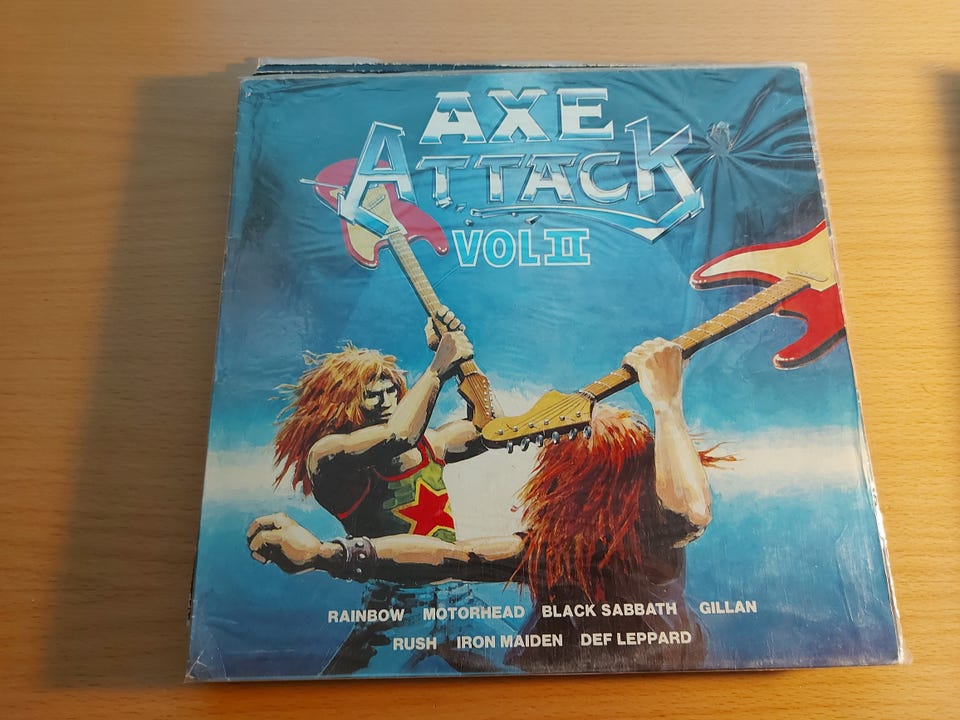 AXE
ATTACK
VOL II
RAINBOW MOTORHEAD BLACK SABBATH GILLAN
RUSH IRON MAIDEN DEF LEPPARD